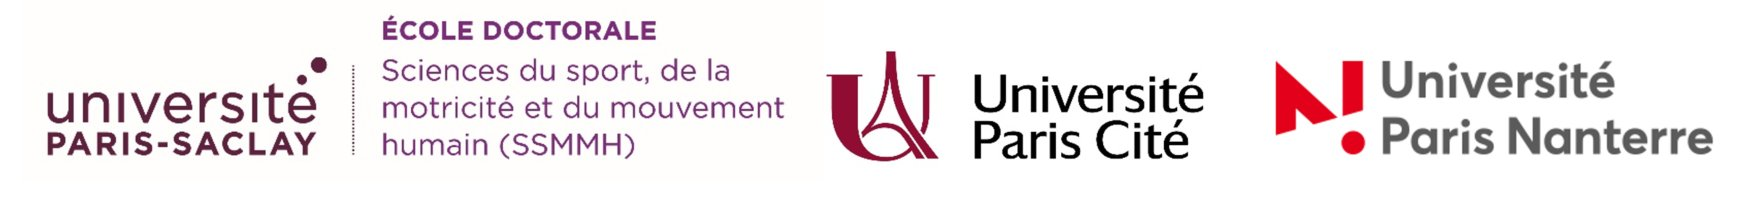 université
PARIS-SACLAY
ÉCOLE DOCTORALE
Sciences du sport, de la
motricité et du mouvement
humain (SSMMH)
Université
Paris Cité
Université
Paris Nanterre